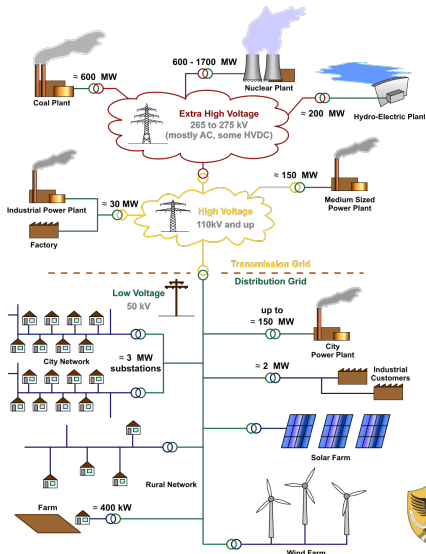 600 - 1700 MW
Nuclear Plant
≈ 600 MW
Coal Plant
Extra High Voltage
265 to 275 kV
(mostly AC, some HVDC)
≈ 200 MW
Hydro-Electric Plant
≈ 150 MW
Medium Sized
Power Plant
≈ 30 MW
Industrial Power Plant
Factory
High Voltage
110kV and up
Transmission Grid
Distribution Grid
Low Voltage
50 kV
up to
≈ 150 MW
City
Power Plant
City Network
≈ 3 MW
substations
≈ 2 MW
Industrial
Customers
Solar Farm
Rural Network
Farm
≈ 400 kW
Wind Farm